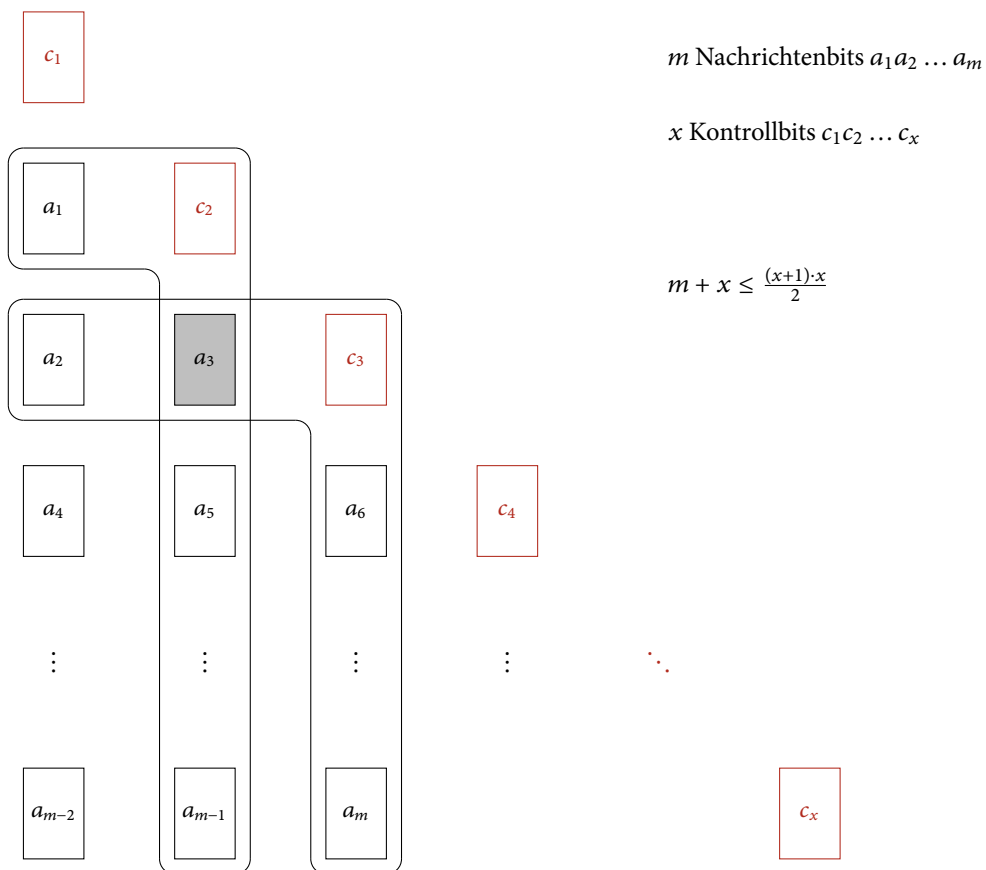 c₁
m Nachrichtenbits a₁a₂ … aₘ
x Kontrollbits c₁c₂ … cₓ
a₁ c₂
m + x ≤ \frac{(x+1)·x}{2}
a₂ a₃ c₃
a₄ a₅ a₆ c₄
⋮ ⋮ ⋮ ⋮ ⋱
aₘ₋₂ aₘ₋₁ aₘ cₓ